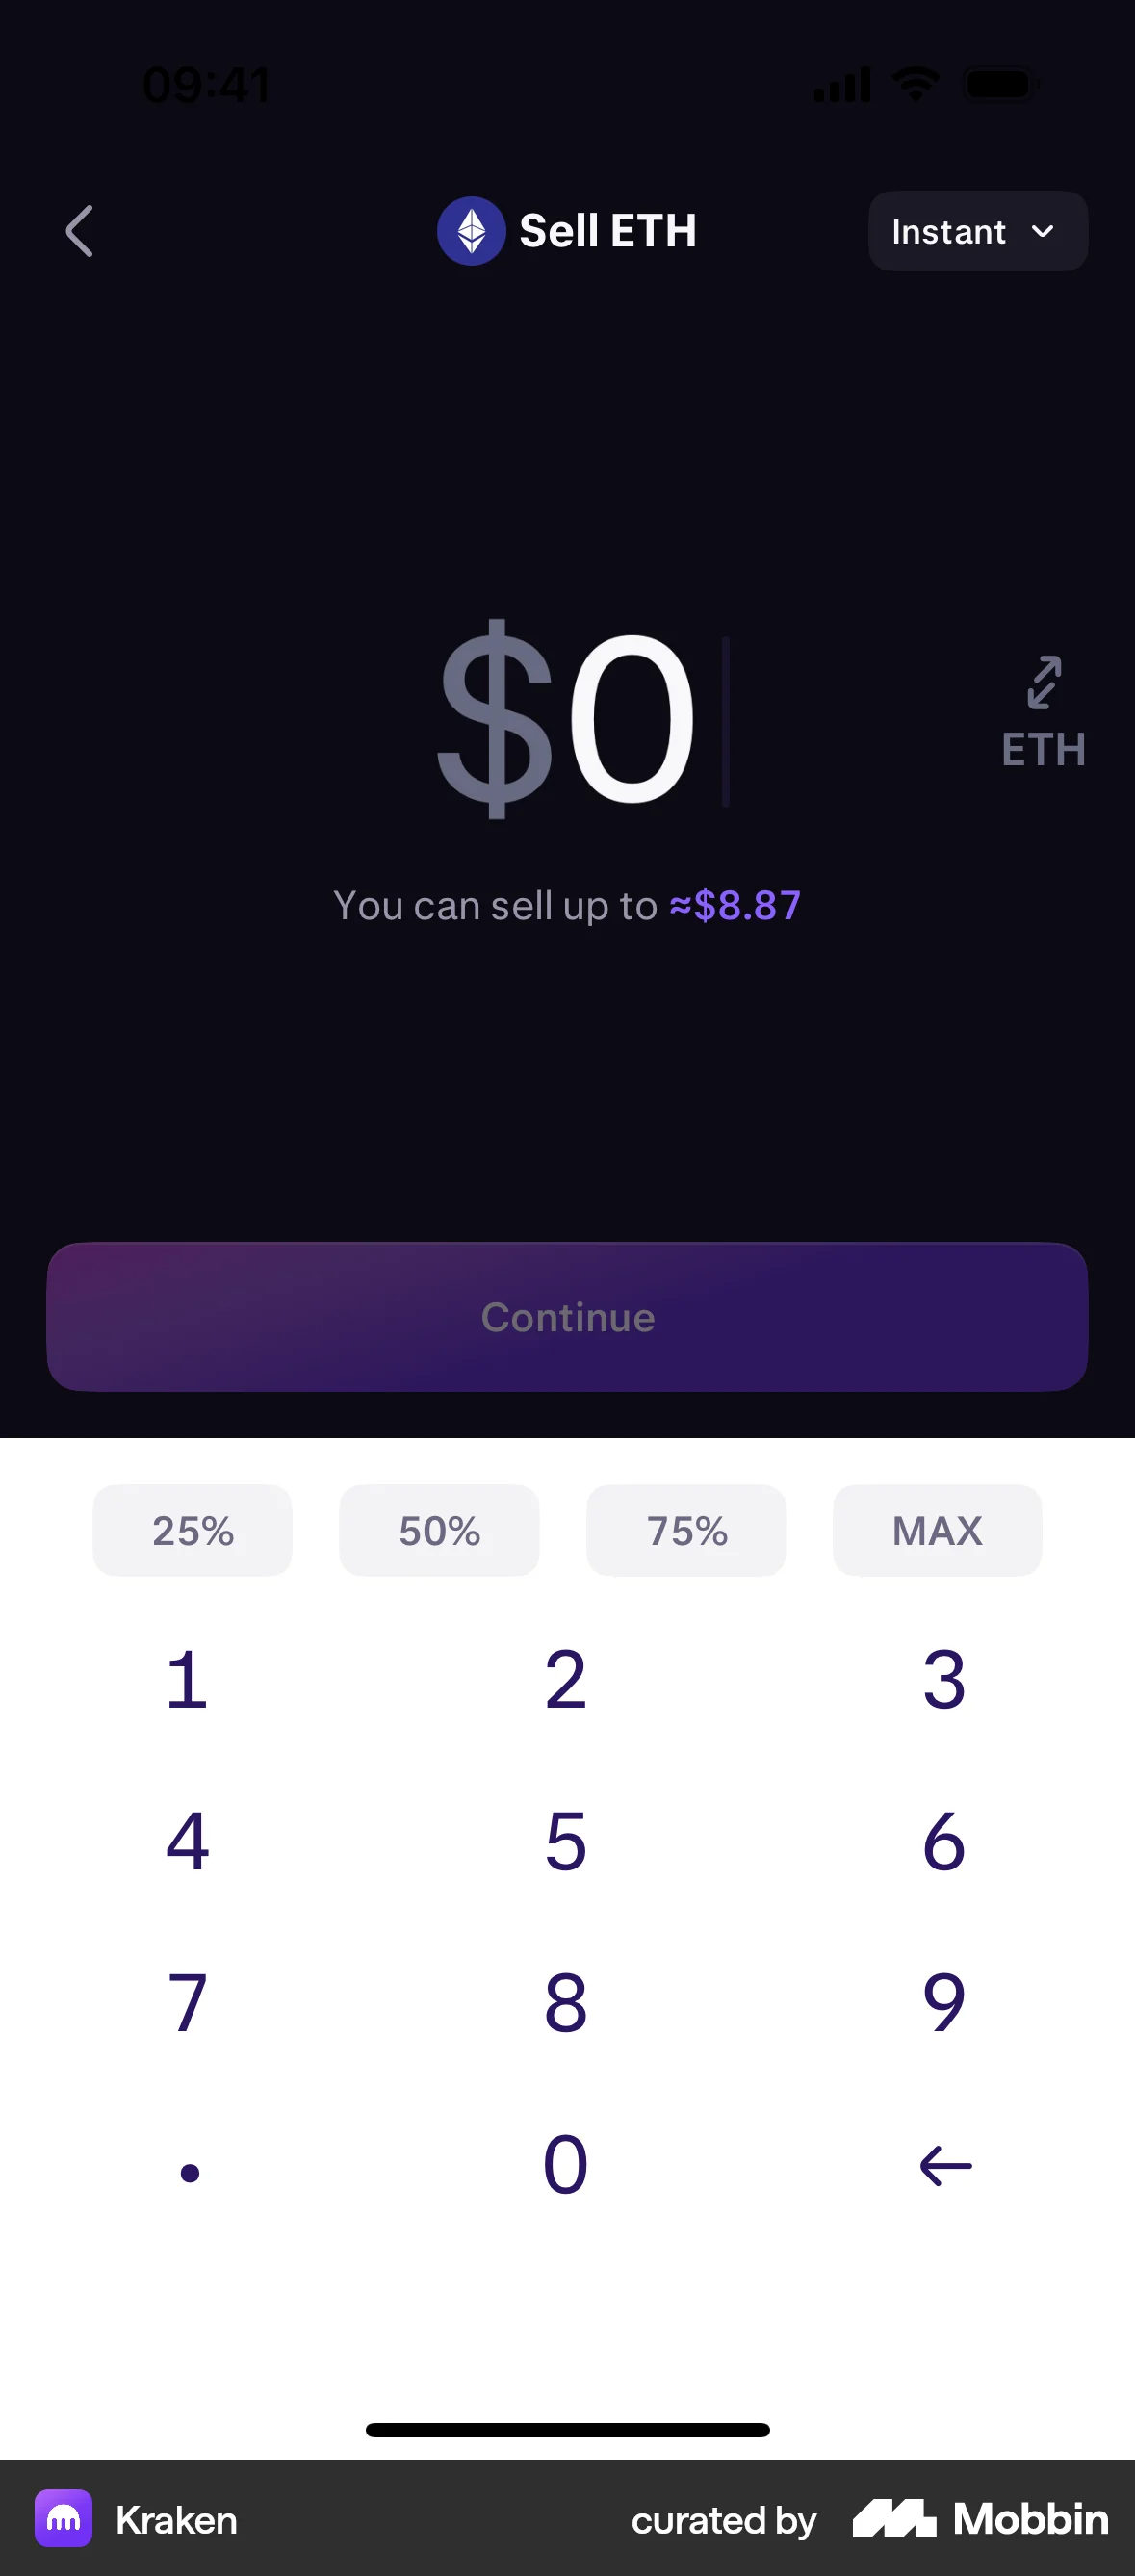 09:41
Sell ETH
Instant
$0
ETH
You can sell up to ≈$8.87
Continue
25% 50% 75% MAX
1 2 3
4 5 6
7 8 9
. 0 ←
Kraken curated by Mobbin